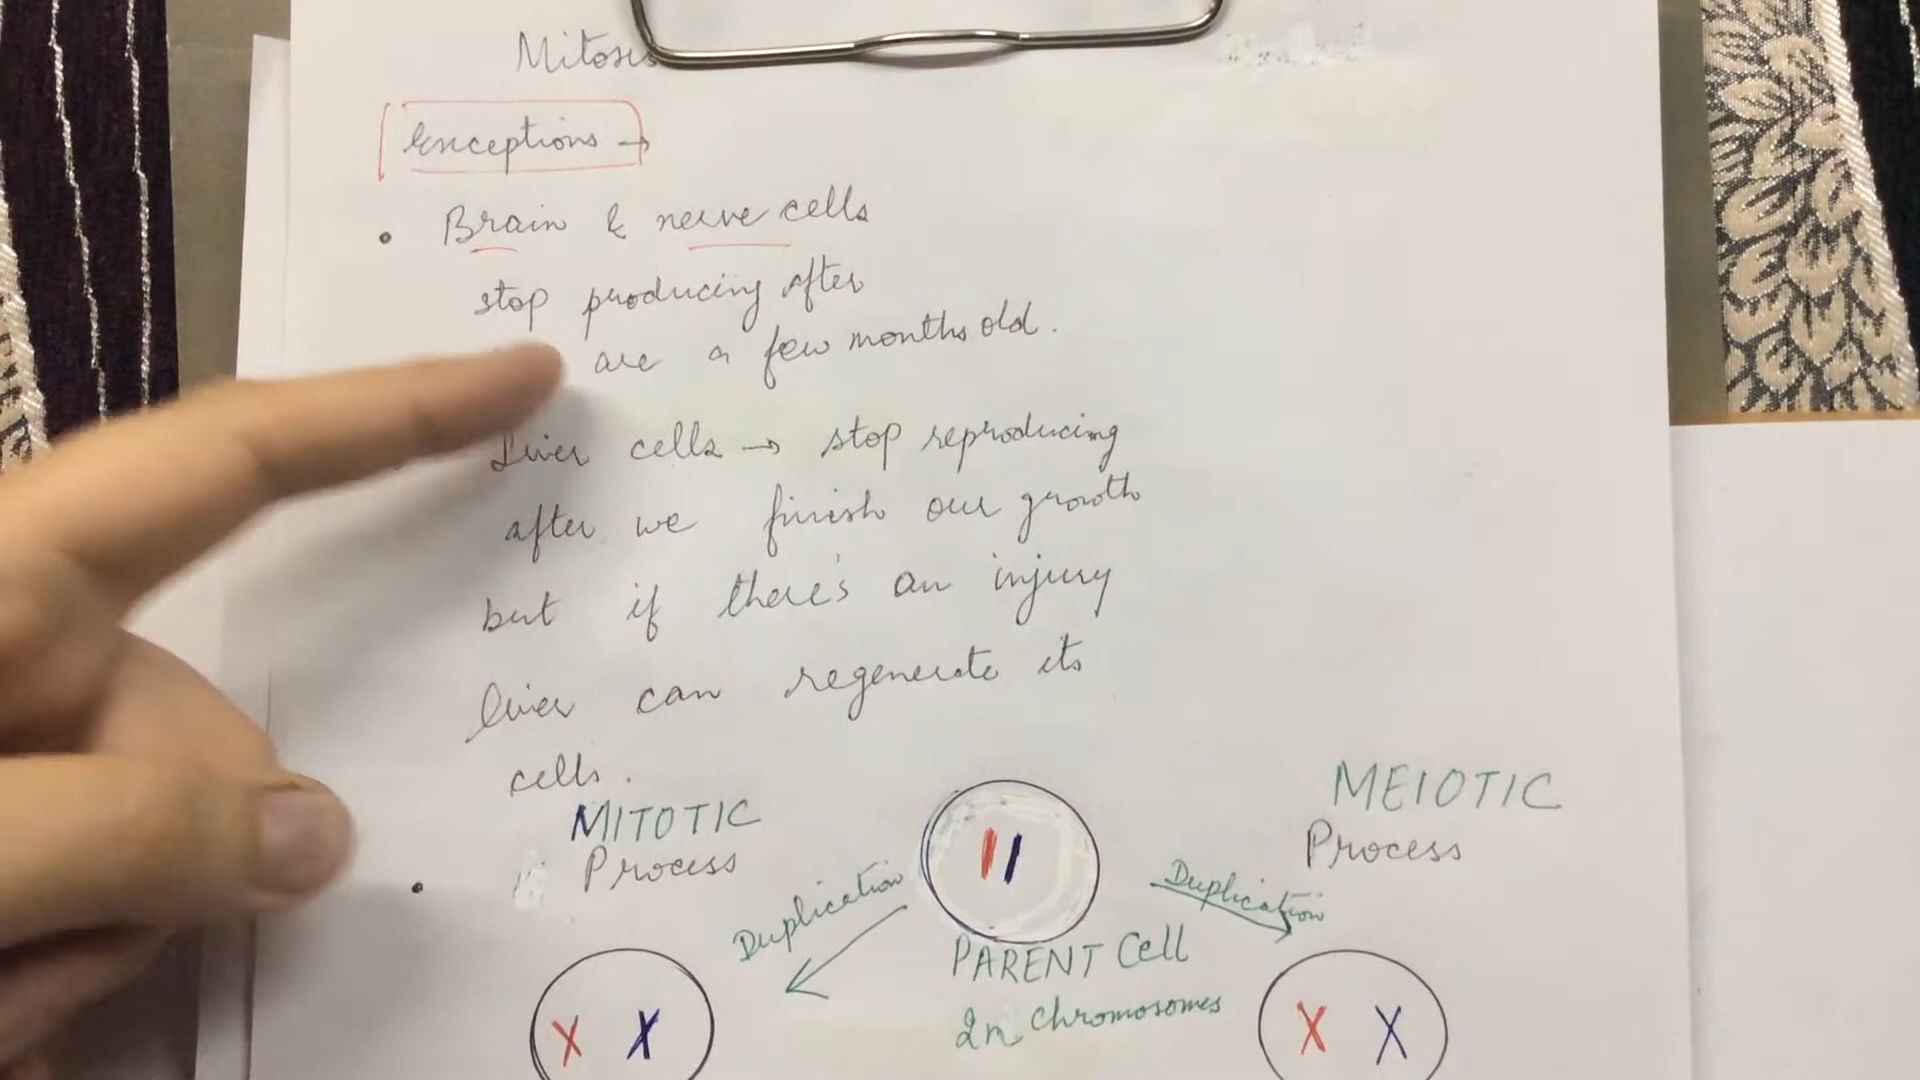 Mitosis
Exceptions →
• Brain & nerve cells
stop producing after
are a few months old.
Liver cells → stop reproducing
after we finish our growth
but if there's an injury
liver can regenerate its
cells.
MITOTIC
Process
MEIOTIC
Process
Duplication
Duplication
PARENT Cell
2n chromosomes